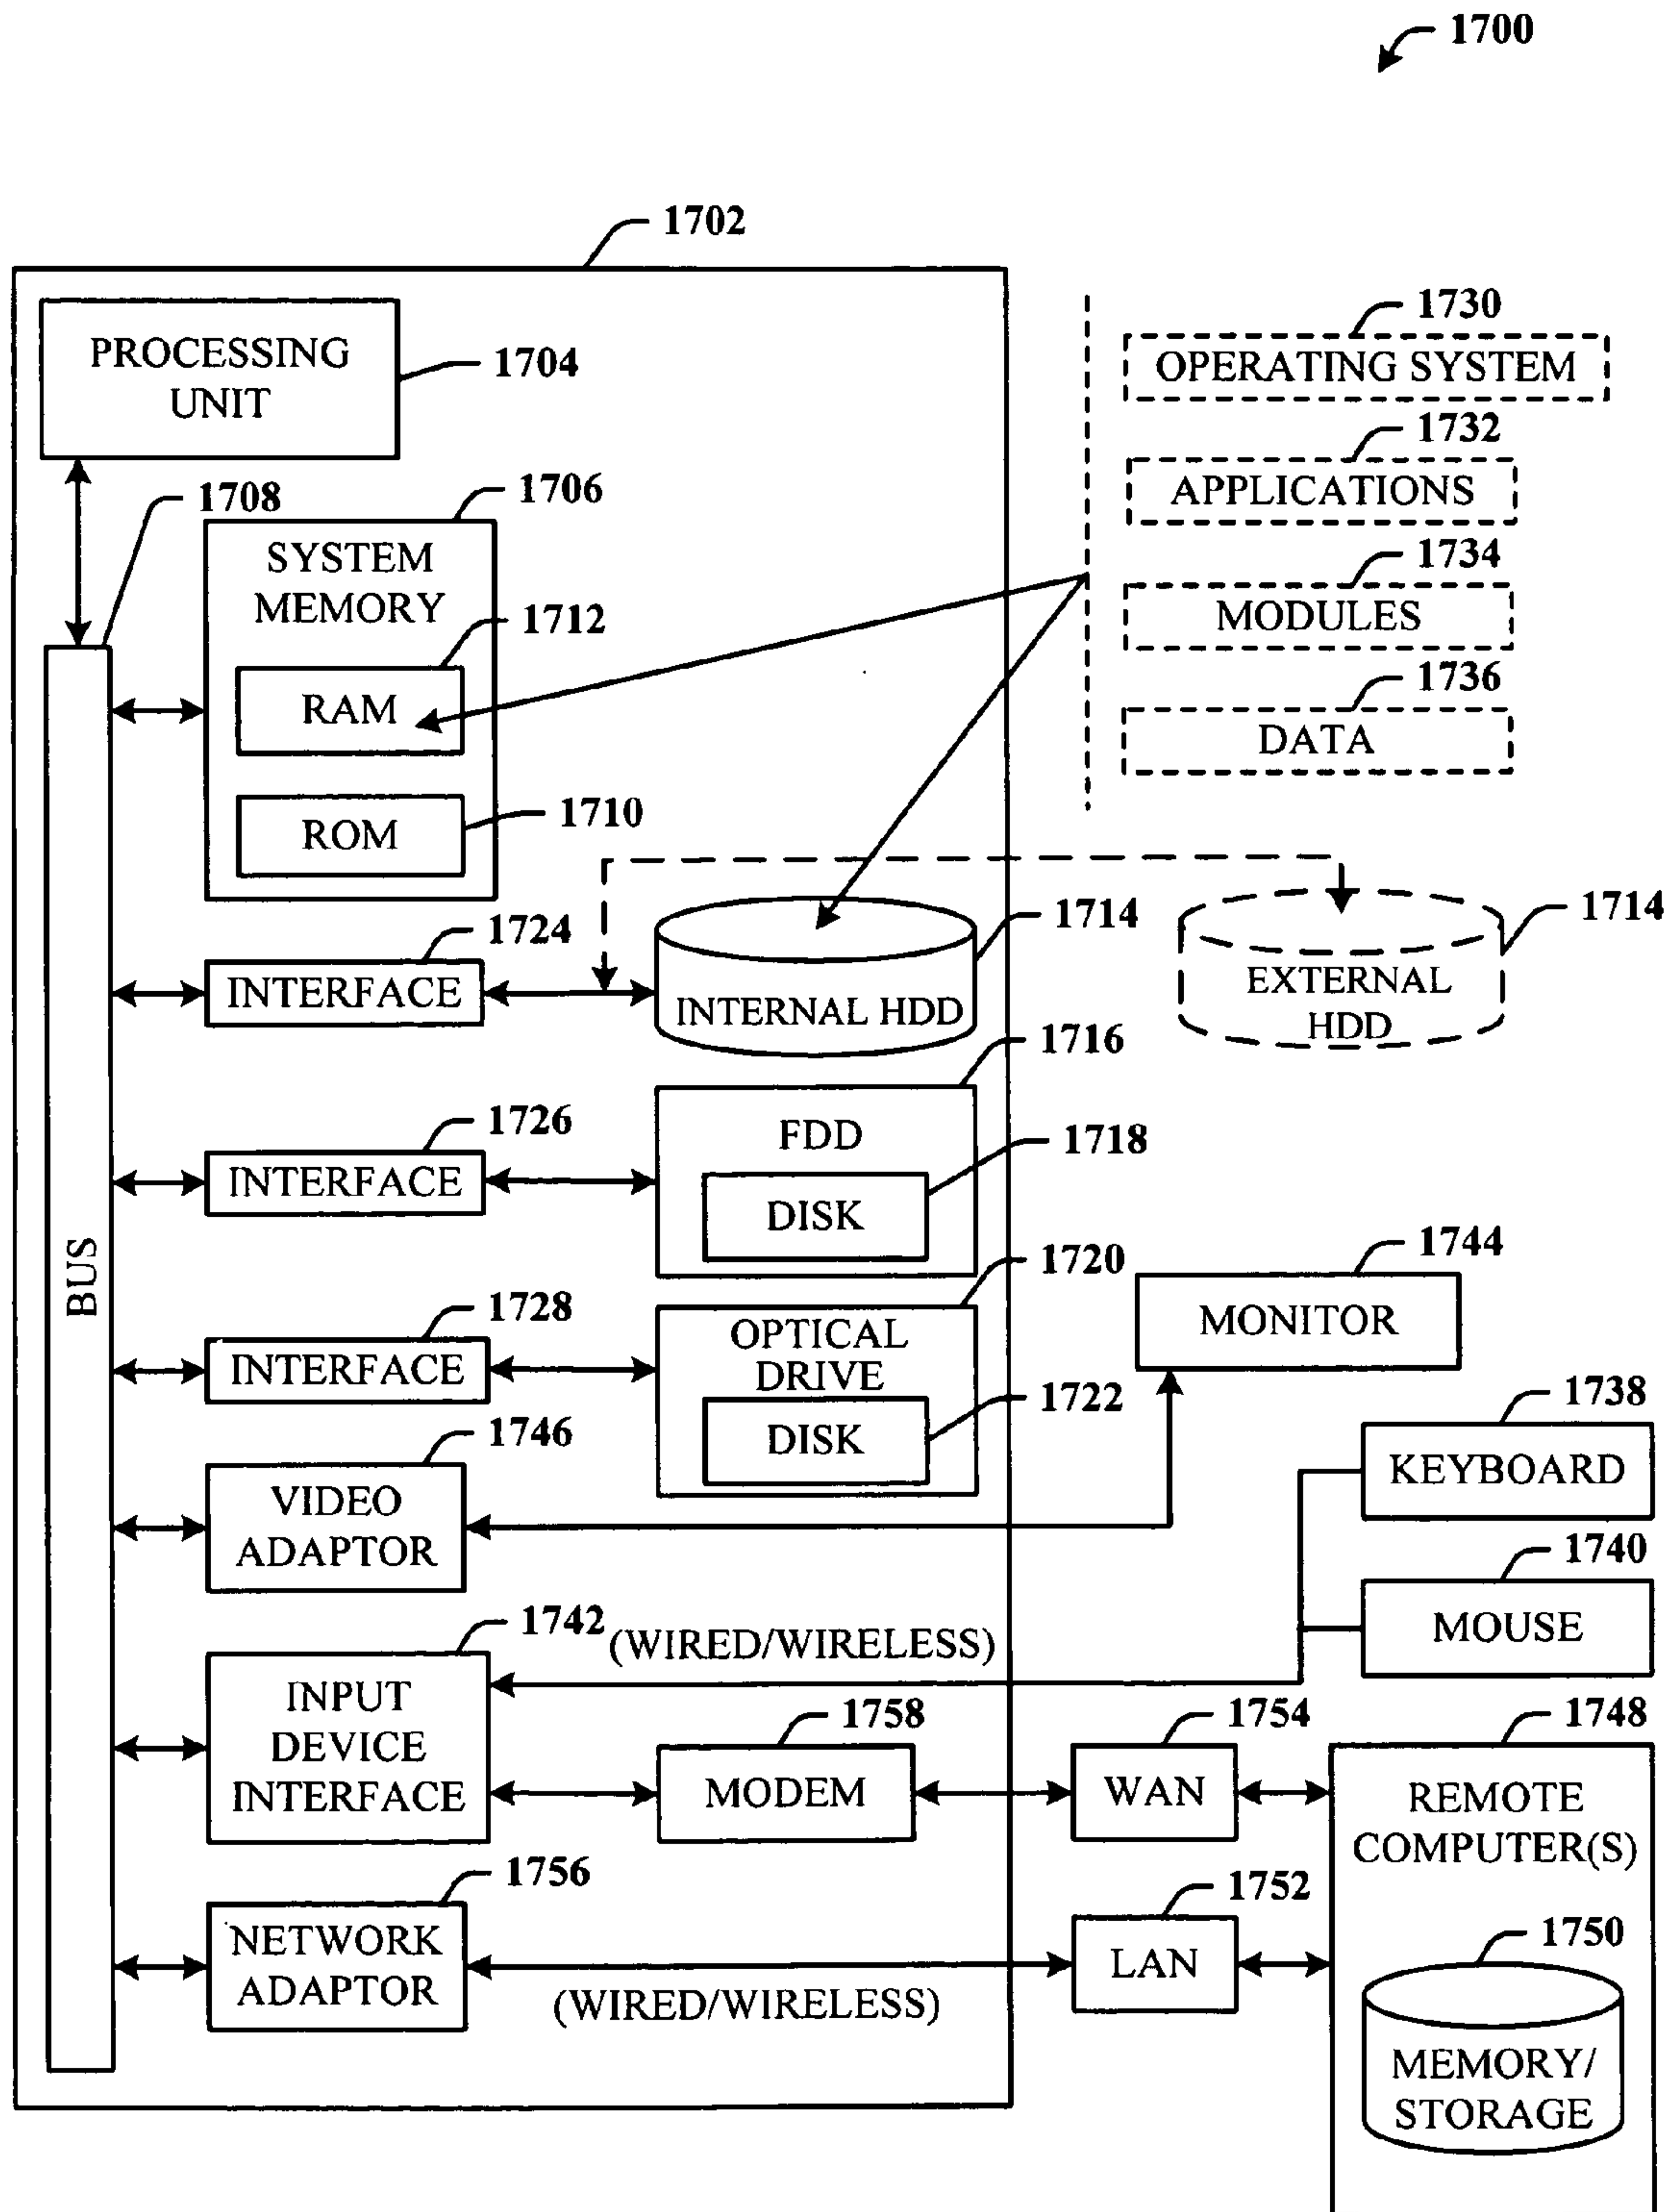 1700
1702
PROCESSING
UNIT
1704
1730
OPERATING SYSTEM
1732
APPLICATIONS
1734
MODULES
1736
DATA
1708
1706
SYSTEM
MEMORY
1712
RAM
1710
ROM
BUS
1724
INTERFACE
1714
INTERNAL HDD
1714
EXTERNAL
HDD
1726
INTERFACE
1716
FDD
1718
DISK
1728
INTERFACE
1720
OPTICAL
DRIVE
1722
DISK
1744
MONITOR
1746
VIDEO
ADAPTOR
1738
KEYBOARD
1740
MOUSE
1742
(WIRED/WIRELESS)
INPUT
DEVICE
INTERFACE
1758
MODEM
1754
WAN
1748
REMOTE
COMPUTER(S)
1756
NETWORK
ADAPTOR
(WIRED/WIRELESS)
1752
LAN
1750
MEMORY/
STORAGE